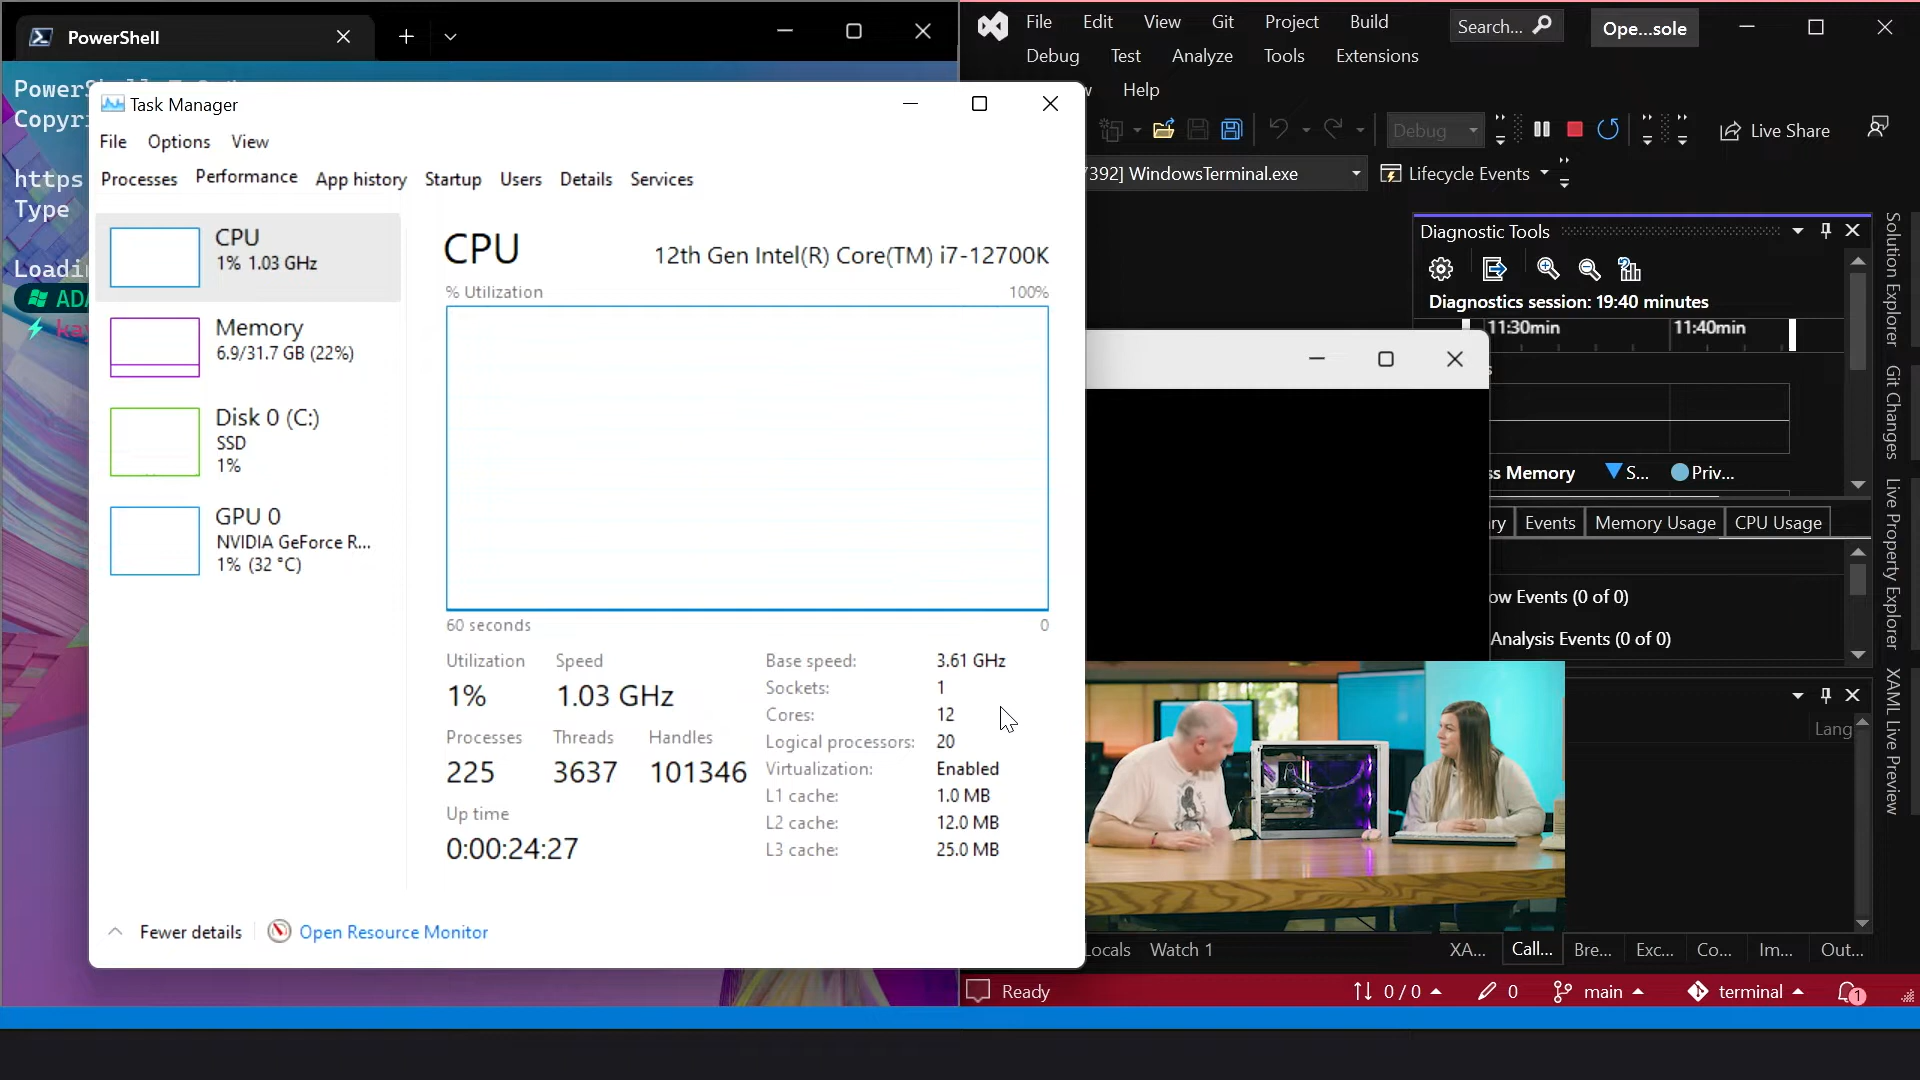 PowerShell
Copyri
https
Type
Loadi
ADA
Task Manager
File Options View
Processes Performance App history Startup Users Details Services
CPU
1% 1.03 GHz
Memory
6.9/31.7 GB (22%)
Disk 0 (C:)
SSD
1%
GPU 0
NVIDIA GeForce R...
1% (32 °C)
CPU
12th Gen Intel(R) Core(TM) i7-12700K
% Utilization 100%
60 seconds 0
Utilization Speed
1% 1.03 GHz
Processes Threads Handles
225 3637 101346
Up time
0:00:24:27
Base speed: 3.61 GHz
Sockets: 1
Cores: 12
Logical processors: 20
Virtualization: Enabled
L1 cache: 1.0 MB
L2 cache: 12.0 MB
L3 cache: 25.0 MB
Fewer details Open Resource Monitor
File Edit View Git Project Build
Search... Ope...sole
Debug Test Analyze Tools Extensions
Help
Debug Live Share
392] WindowsTerminal.exe Lifecycle Events
Diagnostic Tools
Diagnostics session: 19:40 minutes
11:30min 11:40min
ss Memory S... Priv...
ry Events Memory Usage CPU Usage
ow Events (0 of 0)
Analysis Events (0 of 0)
Lang
Locals Watch 1
XA... Call... Bre... Exc... Co... Im... Out...
Ready 0 / 0 0 main terminal 1
Solution Explorer
Git Changes
Live Property Explorer
XAML Live Preview